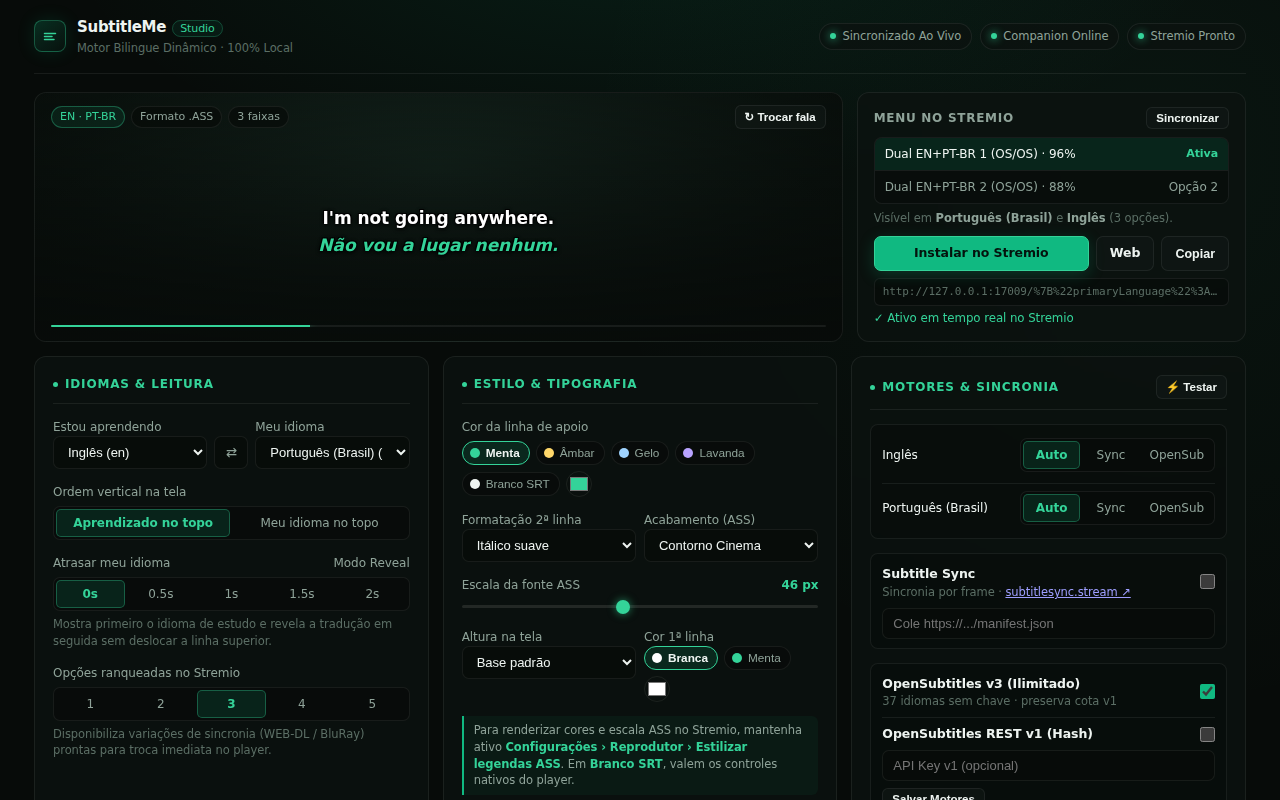 SubtitleMe Studio
Motor Bilingue Dinâmico · 100% Local
Sincronizado Ao Vivo
Companion Online
Stremio Pronto
EN · PT-BR
Formato .ASS
3 faixas
↻ Trocar fala
I'm not going anywhere.
Não vou a lugar nenhum.
MENU NO STREMIO
Sincronizar
Dual EN+PT-BR 1 (OS/OS) · 96%
Ativa
Dual EN+PT-BR 2 (OS/OS) · 88%
Opção 2
Visível em Português (Brasil) e Inglês (3 opções).
Instalar no Stremio
Web
Copiar
http://127.0.0.1:17009/%7B%22primaryLanguage%22%3A…
✓ Ativo em tempo real no Stremio
IDIOMAS & LEITURA
Estou aprendendo
Meu idioma
Inglês (en)
⇄
Português (Brasil) (
Ordem vertical na tela
Aprendizado no topo
Meu idioma no topo
Atrasar meu idioma
Modo Reveal
0s
0.5s
1s
1.5s
2s
Mostra primeiro o idioma de estudo e revela a tradução em
seguida sem deslocar a linha superior.
Opções ranqueadas no Stremio
1
2
3
4
5
Disponibiliza variações de sincronia (WEB-DL / BluRay)
prontas para troca imediata no player.
ESTILO & TIPOGRAFIA
Cor da linha de apoio
Menta
Âmbar
Gelo
Lavanda
Branco SRT
Formatação 2ª linha
Acabamento (ASS)
Itálico suave
Contorno Cinema
Escala da fonte ASS
46 px
Altura na tela
Cor 1ª linha
Base padrão
Branca
Menta
Para renderizar cores e escala ASS no Stremio, mantenha
ativo Configurações › Reprodutor › Estilizar
legendas ASS. Em Branco SRT, valem os controles
nativos do player.
MOTORES & SINCRONIA
⚡ Testar
Inglês
Auto
Sync
OpenSub
Português (Brasil)
Auto
Sync
OpenSub
Subtitle Sync
Sincronia por frame · subtitlesync.stream ↗
Cole https://.../manifest.json
OpenSubtitles v3 (Ilimitado)
37 idiomas sem chave · preserva cota v1
OpenSubtitles REST v1 (Hash)
API Key v1 (opcional)
Salvar Motores